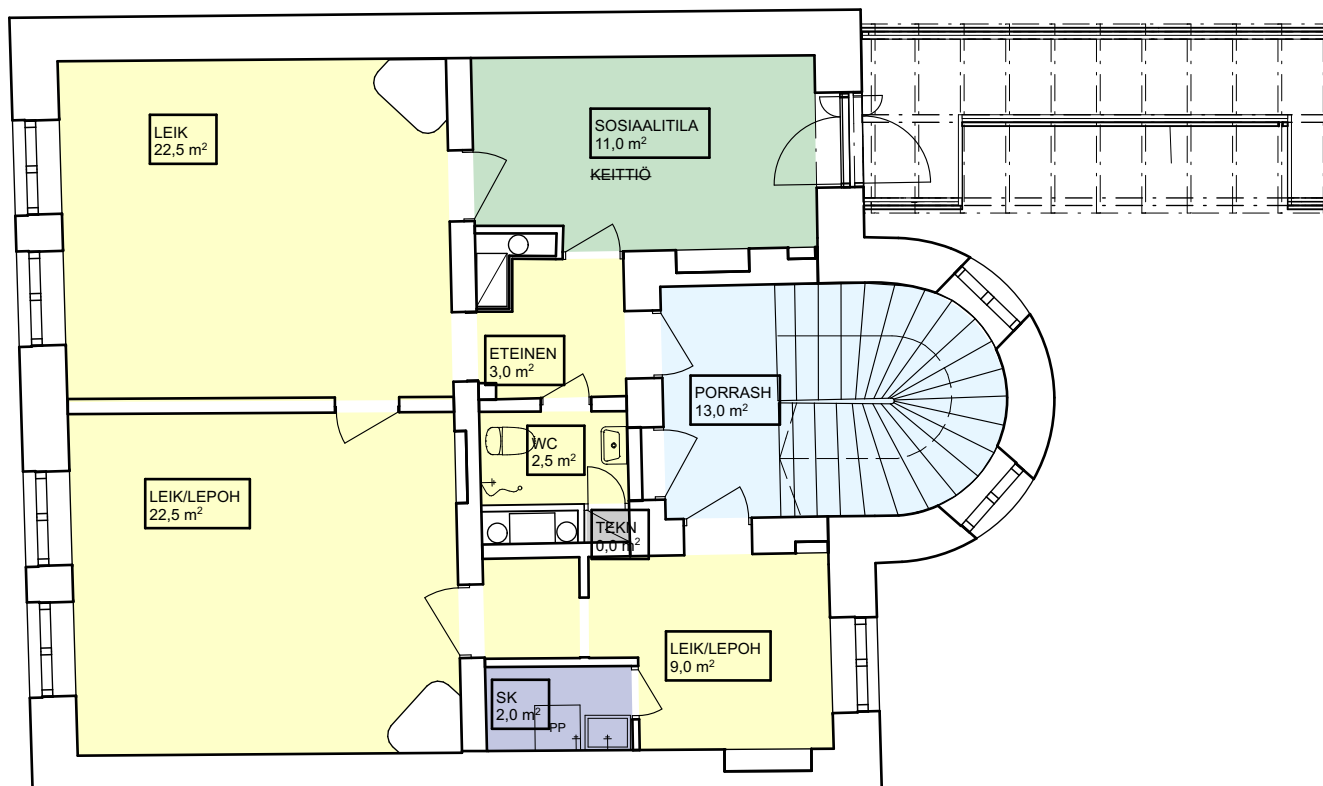 LEIK
22,5 m²
SOSIAALITILA
11,0 m²
KEITTIÖ
ETEINEN
3,0 m²
PORRASH
13,0 m²
WC
2,5 m²
LEIK/LEPOH
22,5 m²
TEKN
0,0 m²
LEIK/LEPOH
9,0 m²
SK
2,0 m²
PP